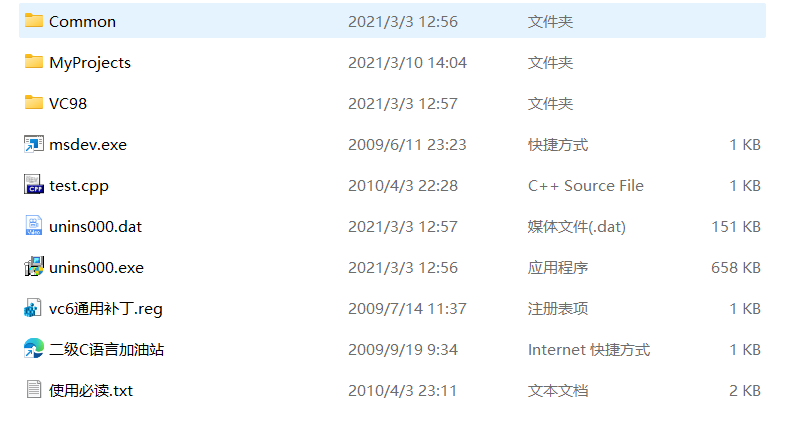 Common 2021/3/3 12:56 文件夹
MyProjects 2021/3/10 14:04 文件夹
VC98 2021/3/3 12:57 文件夹
msdev.exe 2009/6/11 23:23 快捷方式 1 KB
test.cpp 2010/4/3 22:28 C++ Source File 1 KB
unins000.dat 2021/3/3 12:57 媒体文件(.dat) 151 KB
unins000.exe 2021/3/3 12:56 应用程序 658 KB
vc6通用补丁.reg 2009/7/14 11:37 注册表项 1 KB
二级C语言加油站 2009/9/19 9:34 Internet 快捷方式 1 KB
使用必读.txt 2010/4/3 23:11 文本文档 2 KB